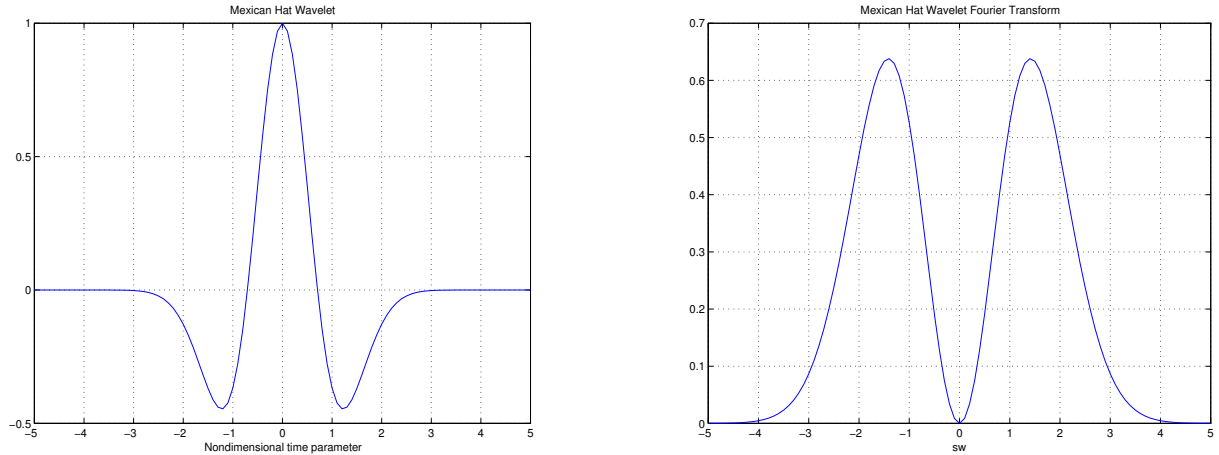 Mexican Hat Wavelet
1
0.5
0
−0.5
−5 −4 −3 −2 −1 0 1 2 3 4 5
Nondimensional time parameter
Mexican Hat Wavelet Fourier Transform
0.7
0.6
0.5
0.4
0.3
0.2
0.1
0
−5 −4 −3 −2 −1 0 1 2 3 4 5
sw